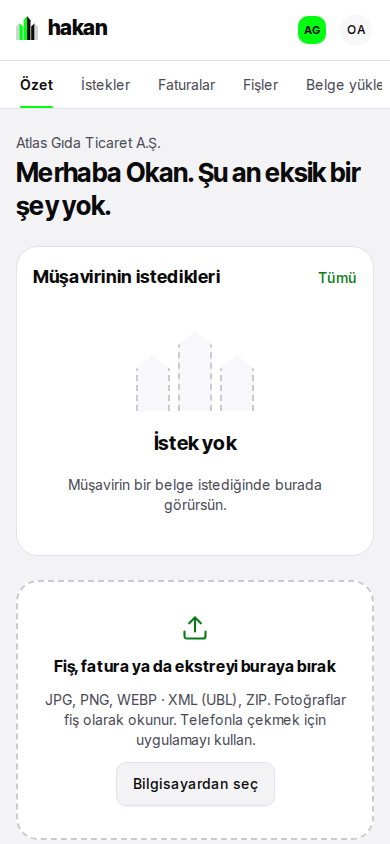 hakan
AG
OA
Özet
İstekler
Faturalar
Fişler
Belge yükle
Atlas Gıda Ticaret A.Ş.
Merhaba Okan. Şu an eksik bir
şey yok.
Müşavirinin istedikleri
Tümü
İstek yok
Müşavirin bir belge istediğinde burada
görürsün.
Fiş, fatura ya da ekstreyi buraya bırak
JPG, PNG, WEBP · XML (UBL), ZIP. Fotoğraflar
fiş olarak okunur. Telefonla çekmek için
uygulamayı kullan.
Bilgisayardan seç